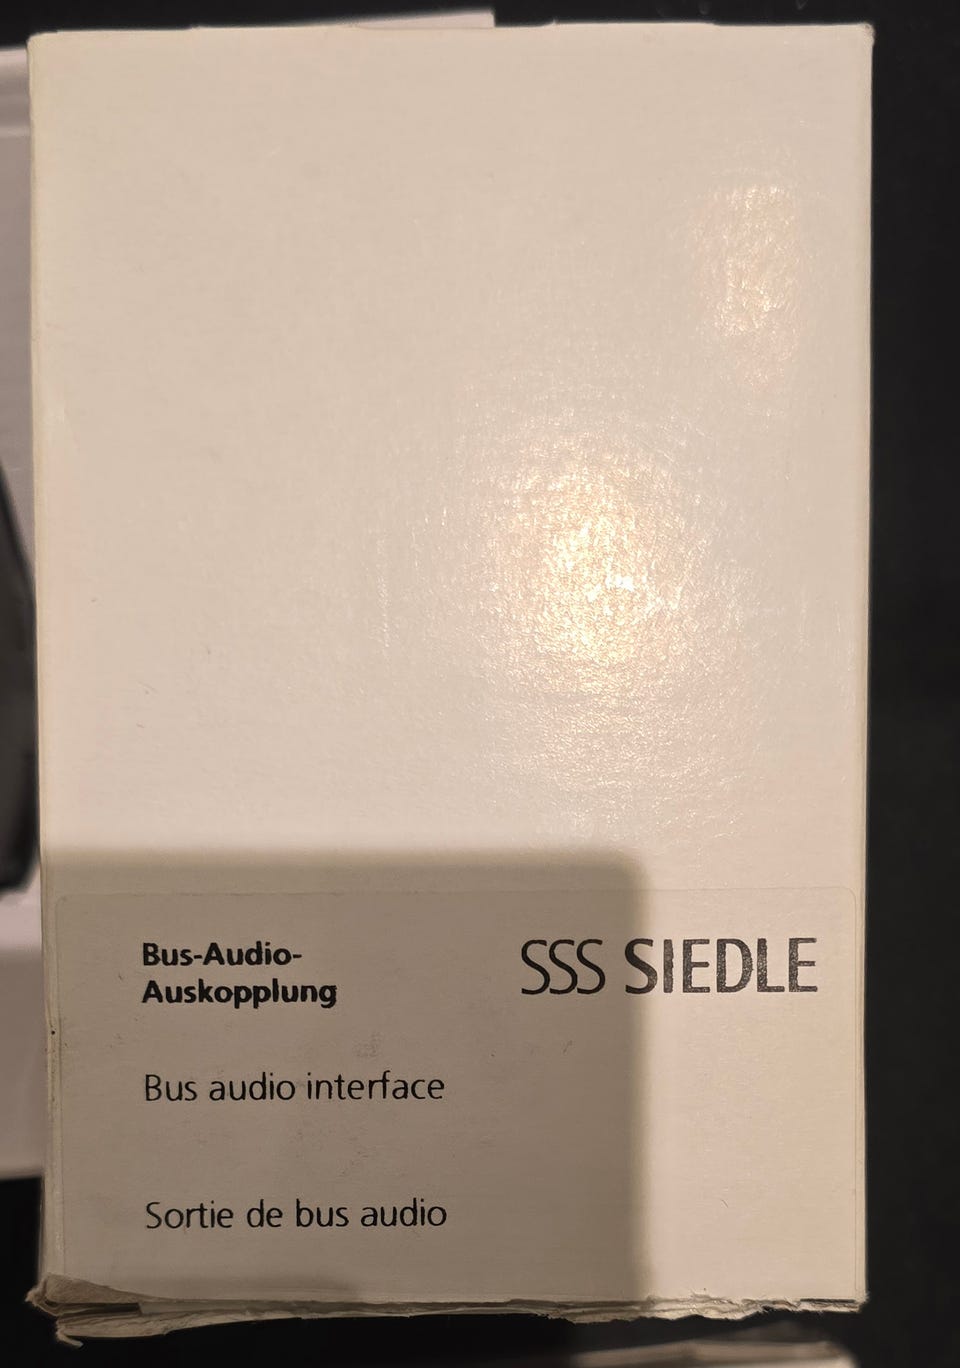 Bus-Audio-
Auskopplung
SSS SIEDLE
Bus audio interface
Sortie de bus audio